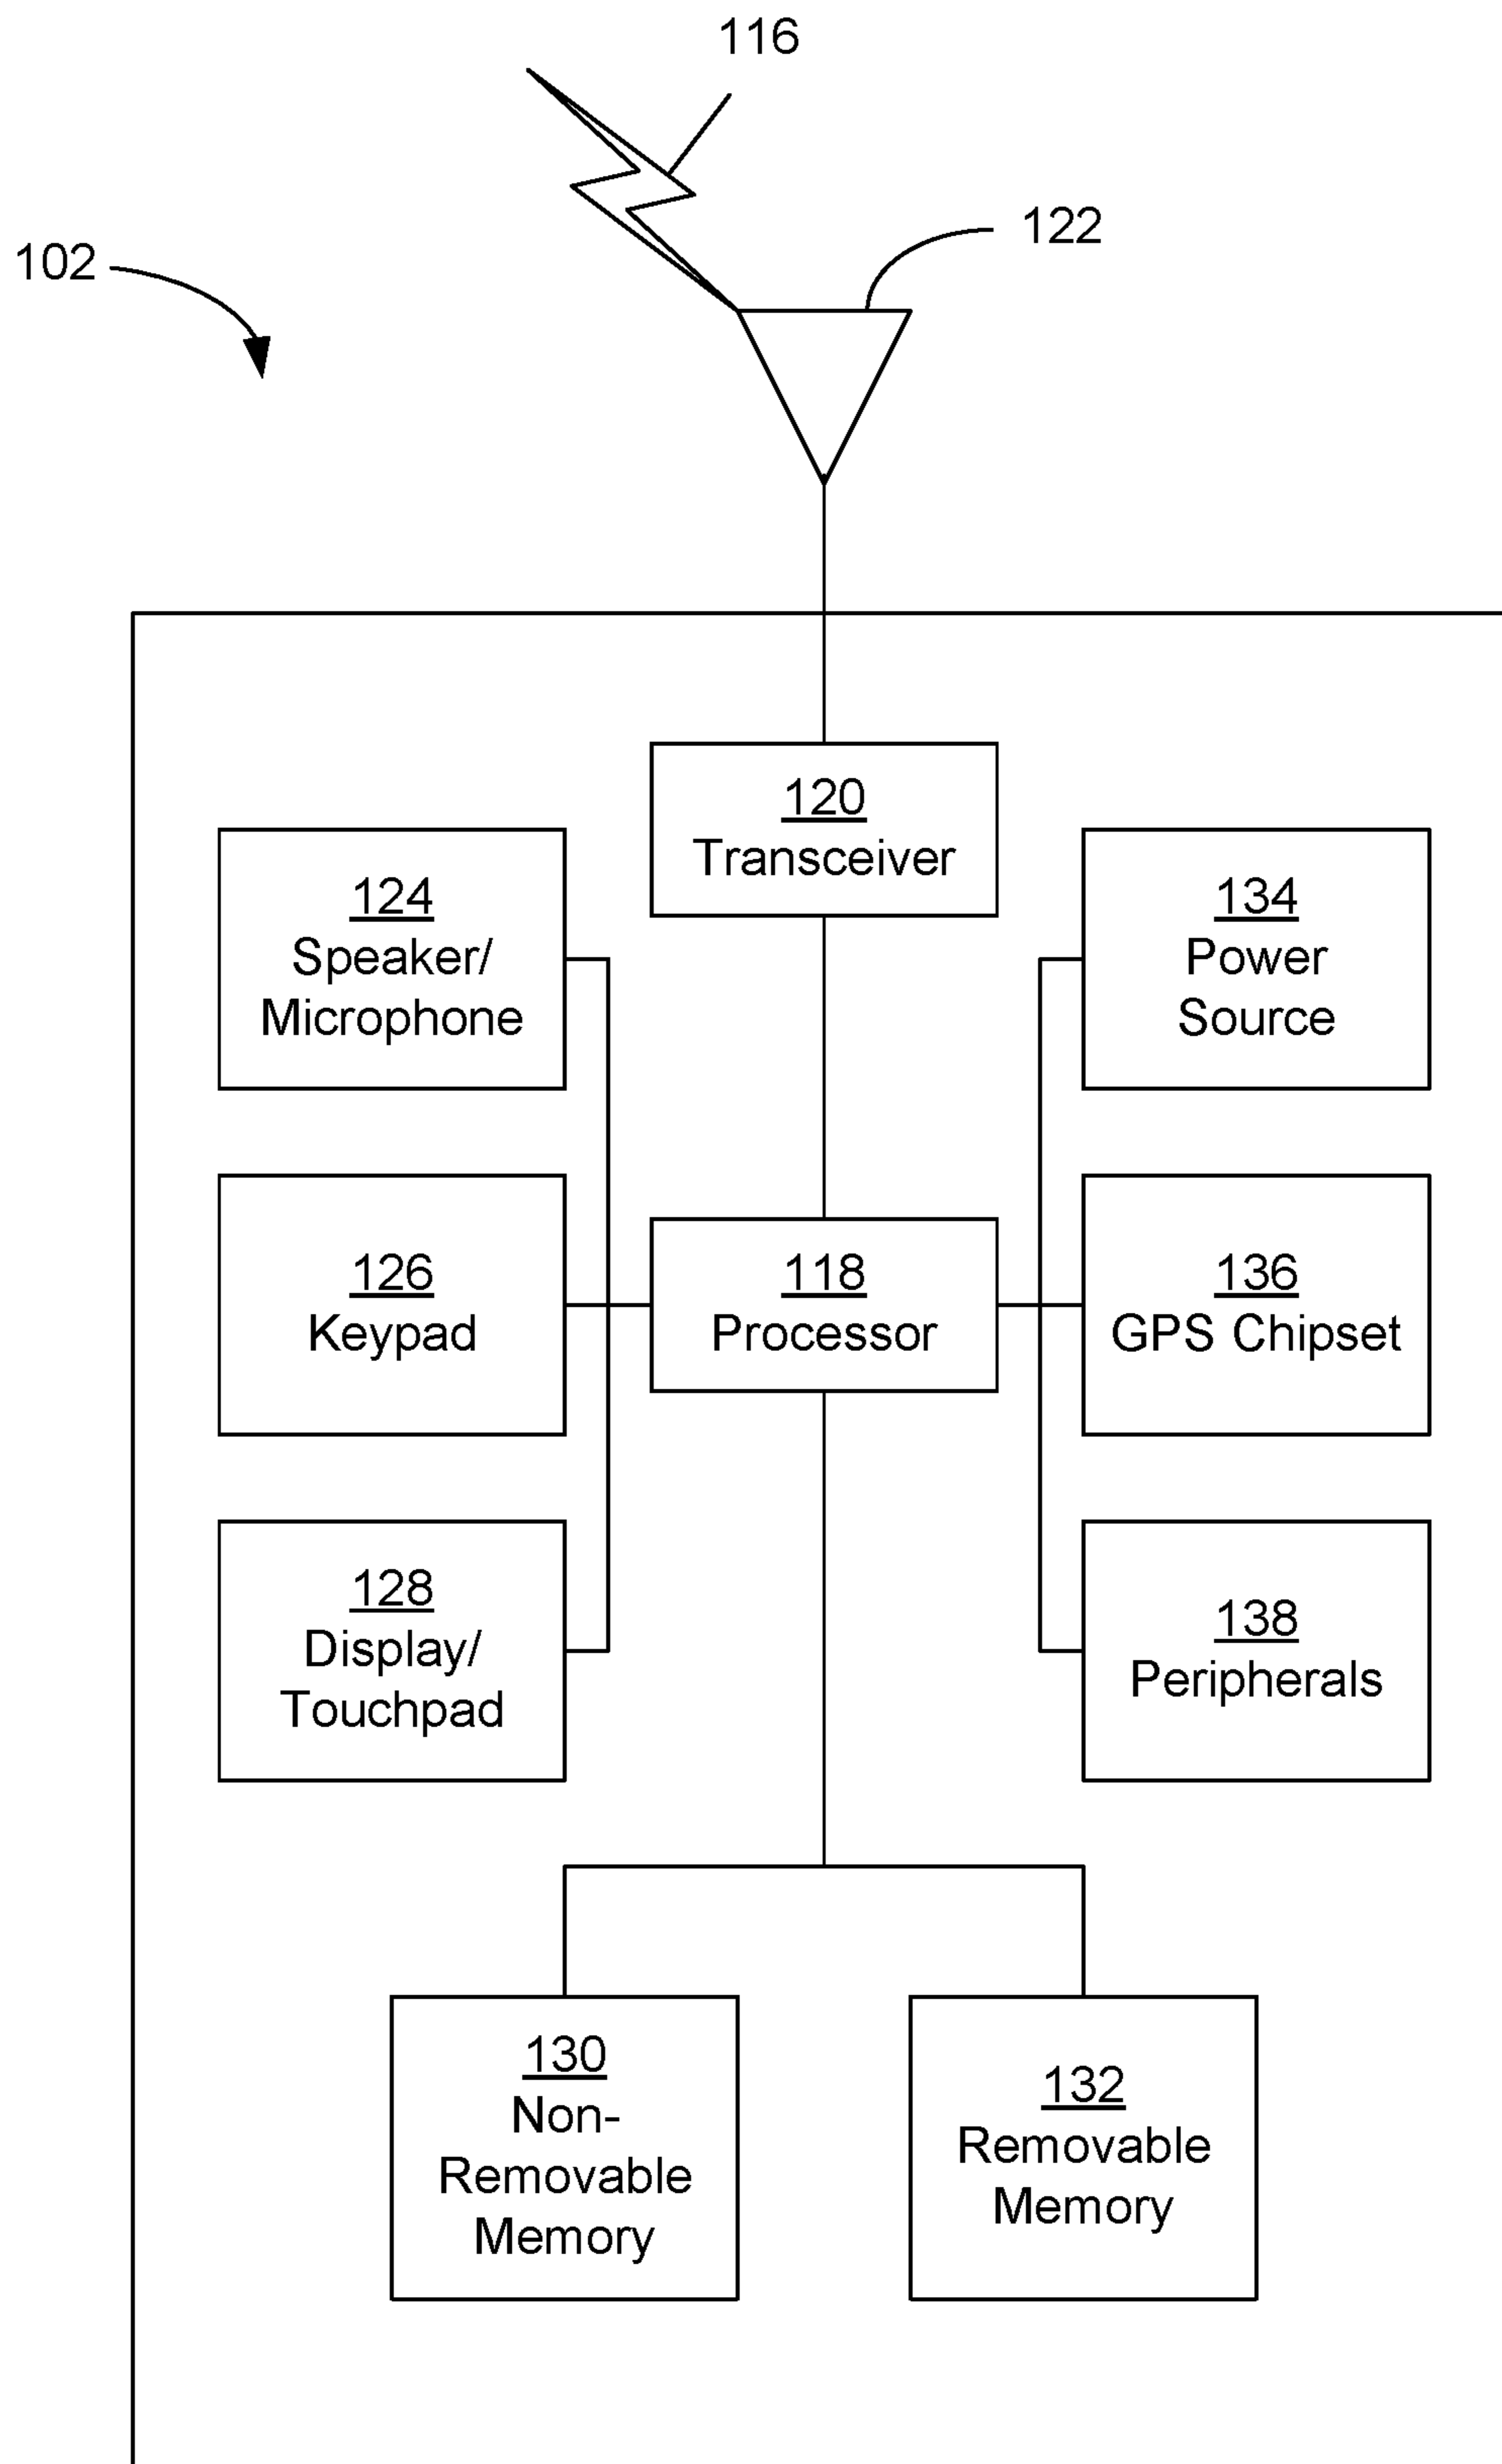 116
122
102
120
Transceiver
124
Speaker/
Microphone
134
Power
Source
126
Keypad
118
Processor
136
GPS Chipset
128
Display/
Touchpad
138
Peripherals
130
Non-
Removable
Memory
132
Removable
Memory